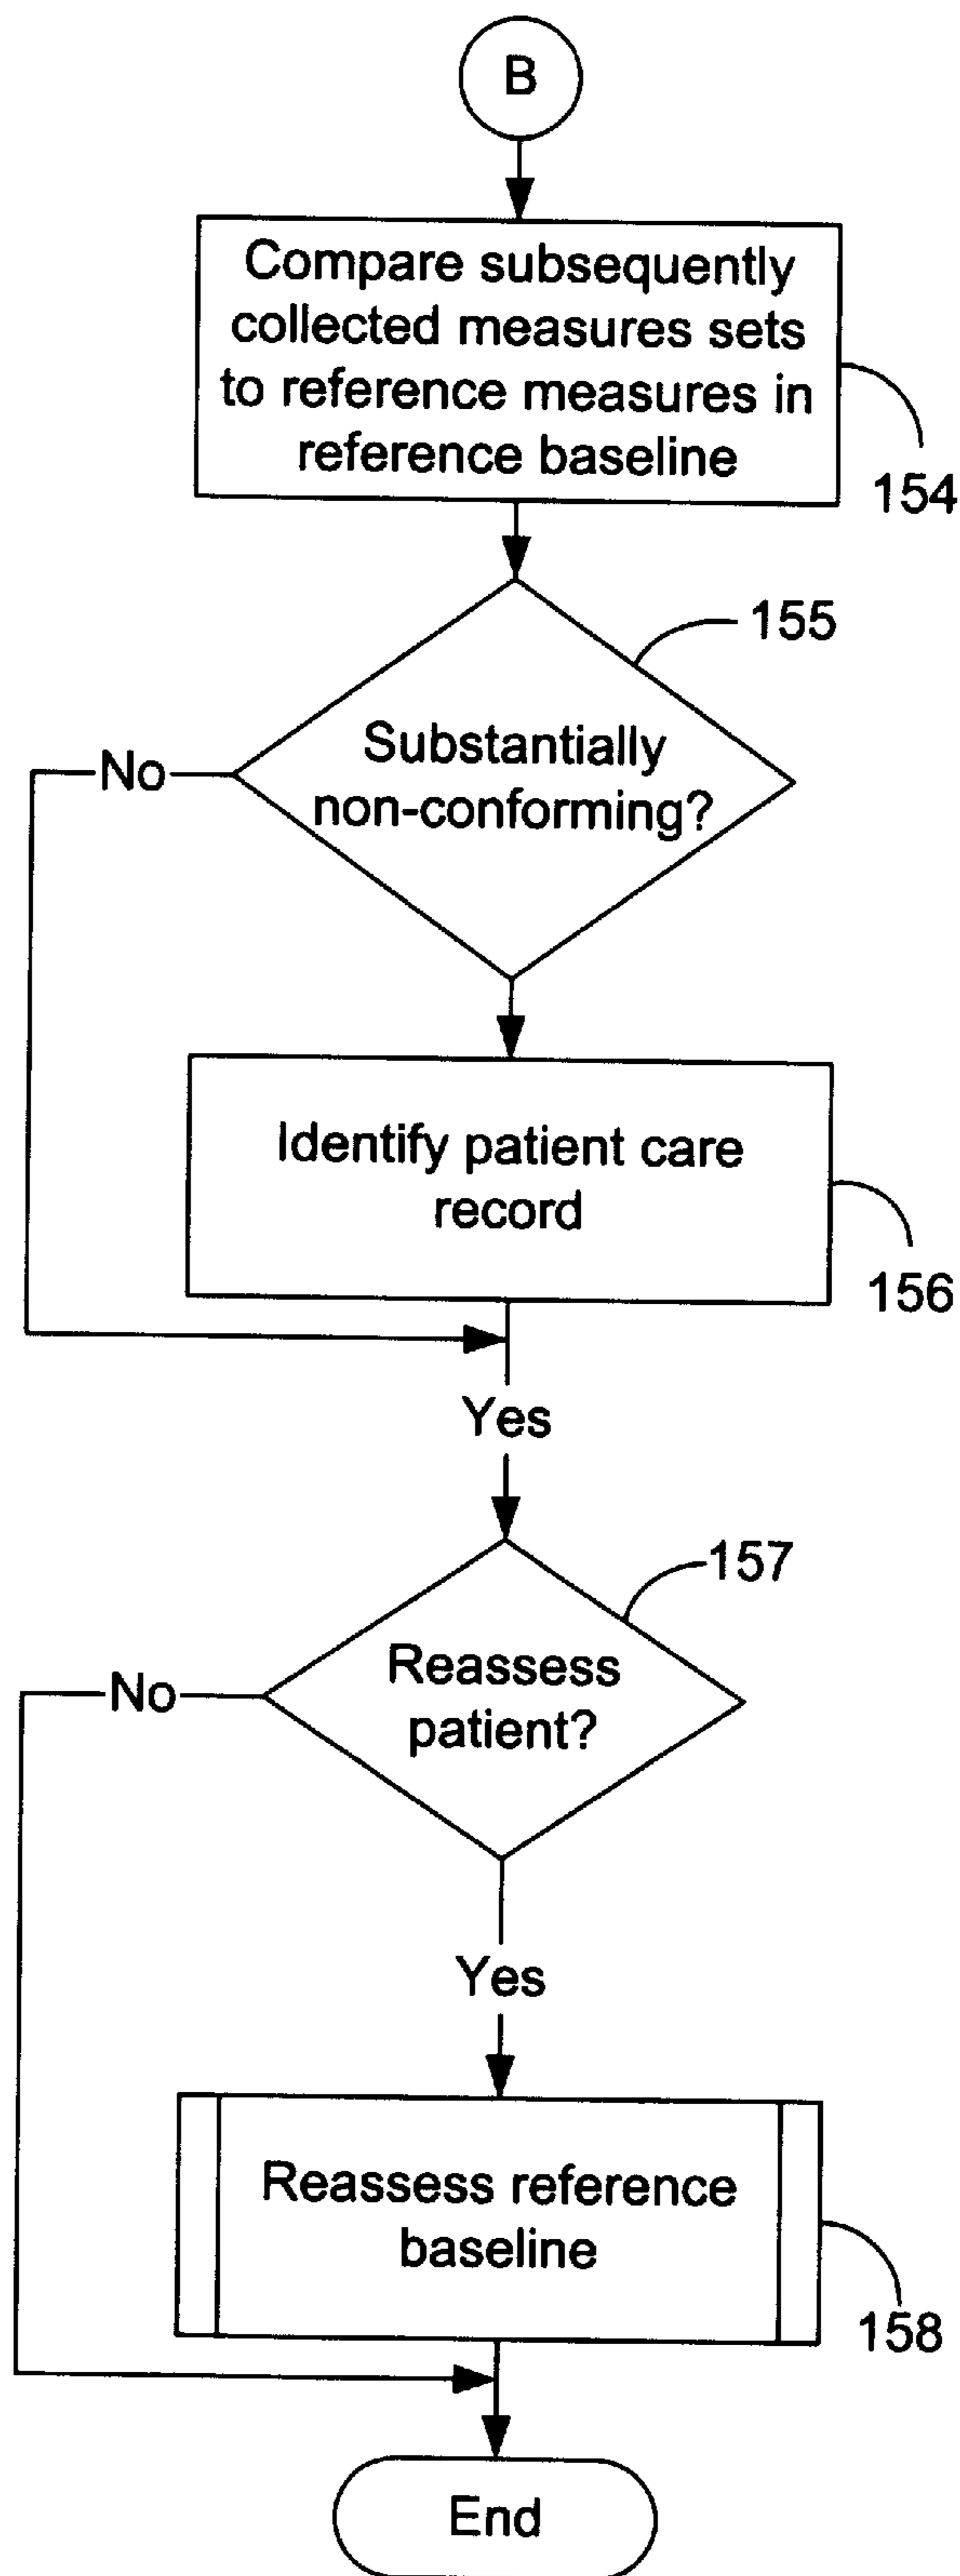 B
Compare subsequently
collected measures sets
to reference measures in
reference baseline
154
155
Substantially
non-conforming?
No
Identify patient care
record
156
Yes
157
Reassess
patient?
No
Yes
Reassess reference
baseline
158
End